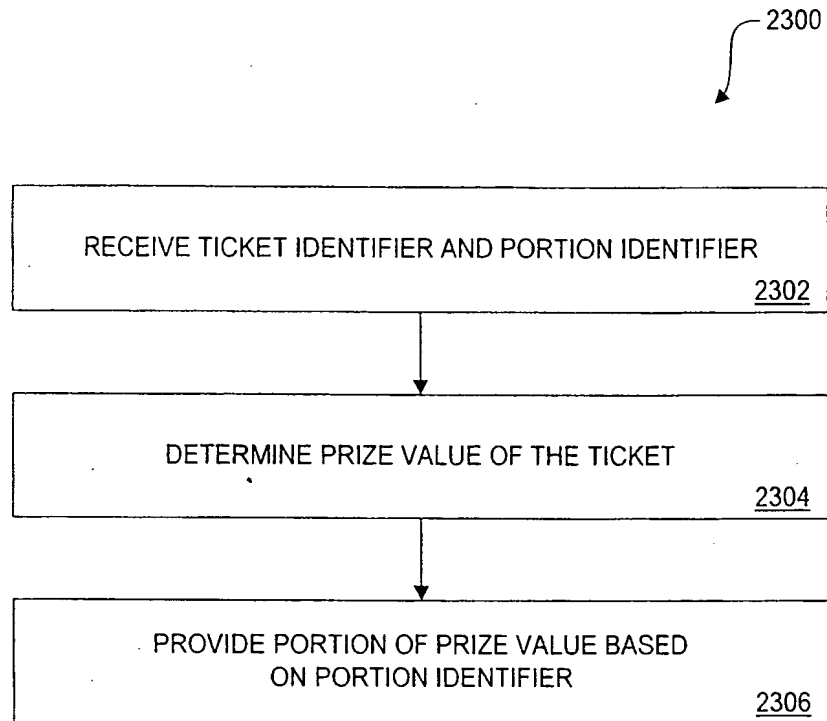 2300
RECEIVE TICKET IDENTIFIER AND PORTION IDENTIFIER
2302
DETERMINE PRIZE VALUE OF THE TICKET
2304
PROVIDE PORTION OF PRIZE VALUE BASED
ON PORTION IDENTIFIER
2306